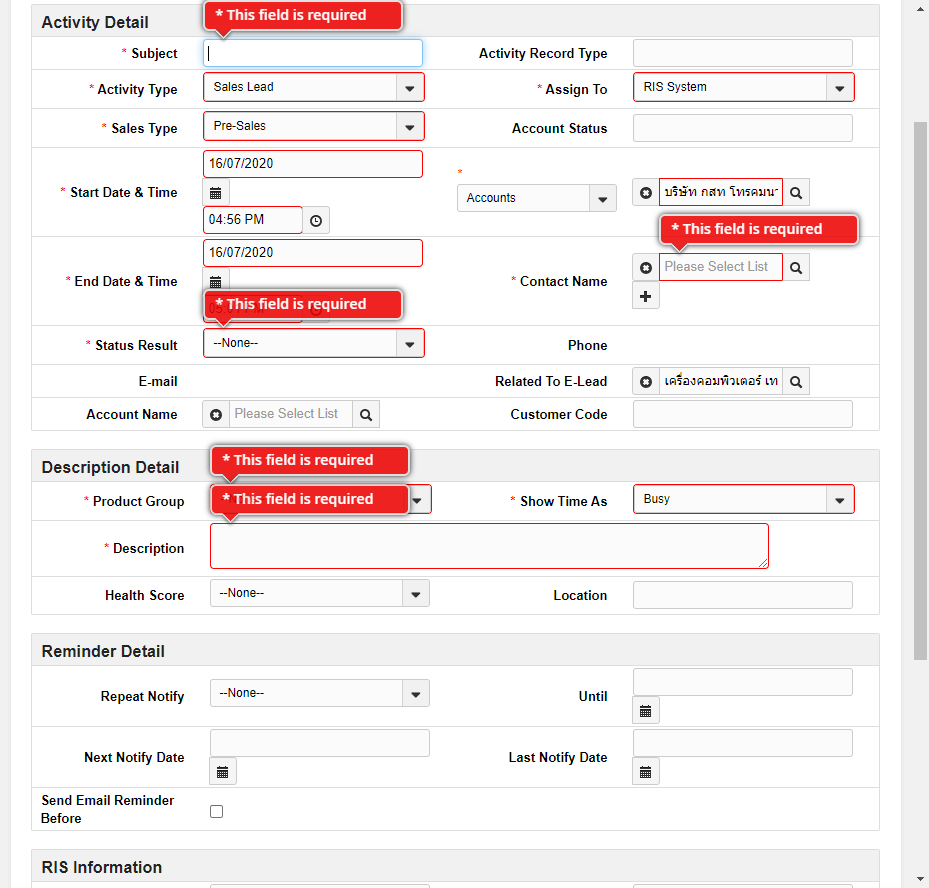 * This field is required
Activity Detail
* Subject
Activity Record Type
* Activity Type
Sales Lead
* Assign To
RIS System
* Sales Type
Pre-Sales
Account Status
* Start Date & Time
16/07/2020
04:56 PM
*
Accounts
บริษัท กสท โทรคมนา
* This field is required
* End Date & Time
16/07/2020
* Contact Name
Please Select List
* This field is required
* Status Result
--None--
Phone
E-mail
Related To E-Lead
เครื่องคอมพิวเตอร์ เท
Account Name
Please Select List
Customer Code
Description Detail
* This field is required
* Product Group
* This field is required
* Show Time As
Busy
* Description
Health Score
--None--
Location
Reminder Detail
Repeat Notify
--None--
Until
Next Notify Date
Last Notify Date
Send Email Reminder
Before
RIS Information